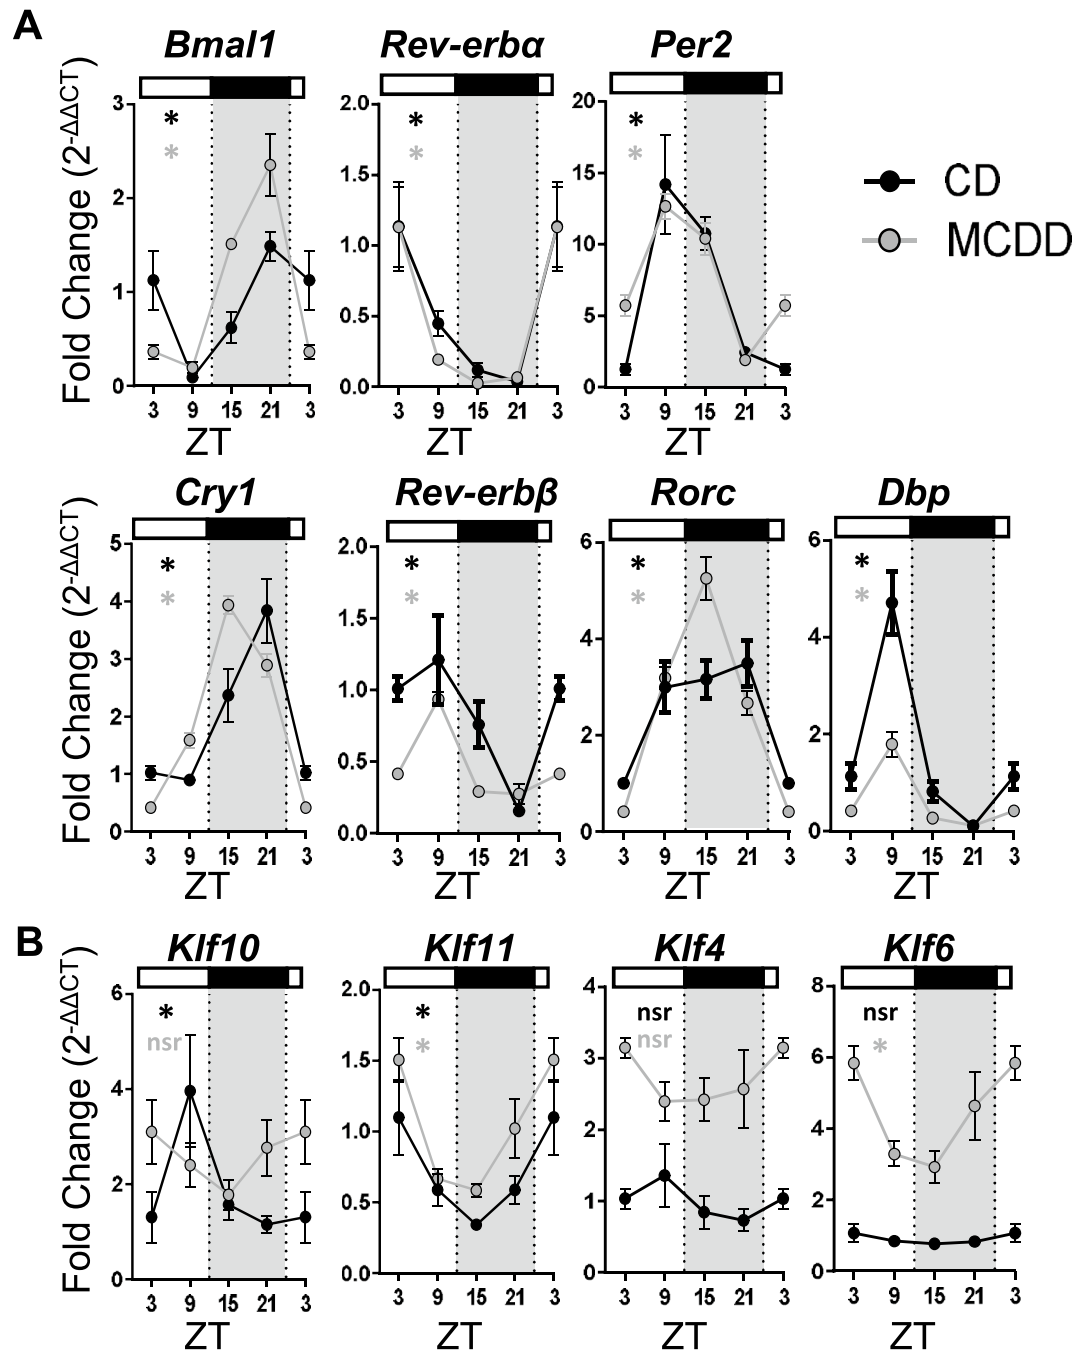 A
Bmal1 Rev-erbα Per2
Fold Change (2-ΔΔCT)
3
2
1
0
* *
3 9 15 21 3
ZT
2.0
1.5
1.0
0.5
0.0
* *
3 9 15 21 3
ZT
20
15
10
5
0
* *
3 9 15 21 3
ZT
CD
MCDD
Cry1 Rev-erbβ Rorc Dbp
Fold Change (2-ΔΔCT)
5
4
3
2
1
0
* *
3 9 15 21 3
ZT
2.0
1.5
1.0
0.5
0.0
* *
3 9 15 21 3
ZT
6
4
2
0
* *
3 9 15 21 3
ZT
6
4
2
0
* *
3 9 15 21 3
ZT
B
Klf10 Klf11 Klf4 Klf6
Fold Change (2-ΔΔCT)
6
4
2
0
*
nsr
3 9 15 21 3
ZT
2.0
1.5
1.0
0.5
0.0
* *
3 9 15 21 3
ZT
4
3
2
1
0
nsr
nsr
3 9 15 21 3
ZT
8
6
4
2
0
nsr
*
3 9 15 21 3
ZT